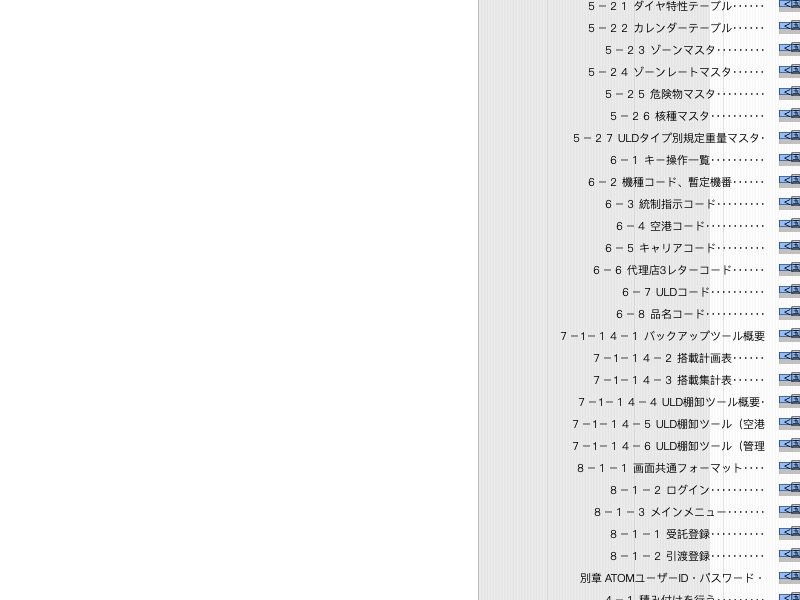 ５－２１ ダイヤ特性テーブル‥‥‥
５－２２ カレンダーテーブル‥‥‥
５－２３ ゾーンマスタ‥‥‥‥‥
５－２４ ゾーンレートマスタ‥‥‥
５－２５ 危険物マスタ‥‥‥‥‥
５－２６ 核種マスタ‥‥‥‥‥
５－２７ ULDタイプ別規定重量マスタ・
６－１ キー操作一覧‥‥‥‥‥
６－２ 機種コード、暫定機番‥‥‥
６－３ 統制指示コード‥‥‥‥‥
６－４ 空港コード‥‥‥‥‥
６－５ キャリアコード‥‥‥‥‥
６－６ 代理店3レターコード‥‥‥
６－７ ULDコード‥‥‥‥‥
６－８ 品名コード‥‥‥‥‥
７－1－１４－１ バックアップツール概要
７－1－１４－２ 搭載計画表‥‥‥
７－1－１４－３ 搭載集計表‥‥‥
７－1－１４－４ ULD棚卸ツール概要・
７－1－１４－５ ULD棚卸ツール（空港
７－1－１４－６ ULD棚卸ツール（管理
８－１－１ 画面共通フォーマット‥‥
８－１－２ ログイン‥‥‥‥‥
８－１－３ メインメニュー‥‥‥‥
８－１－１ 受託登録‥‥‥‥‥
８－１－２ 引渡登録‥‥‥‥‥
別章 ATOMユーザーID・パスワード・
４－１ 積み付けを行う‥‥‥‥‥